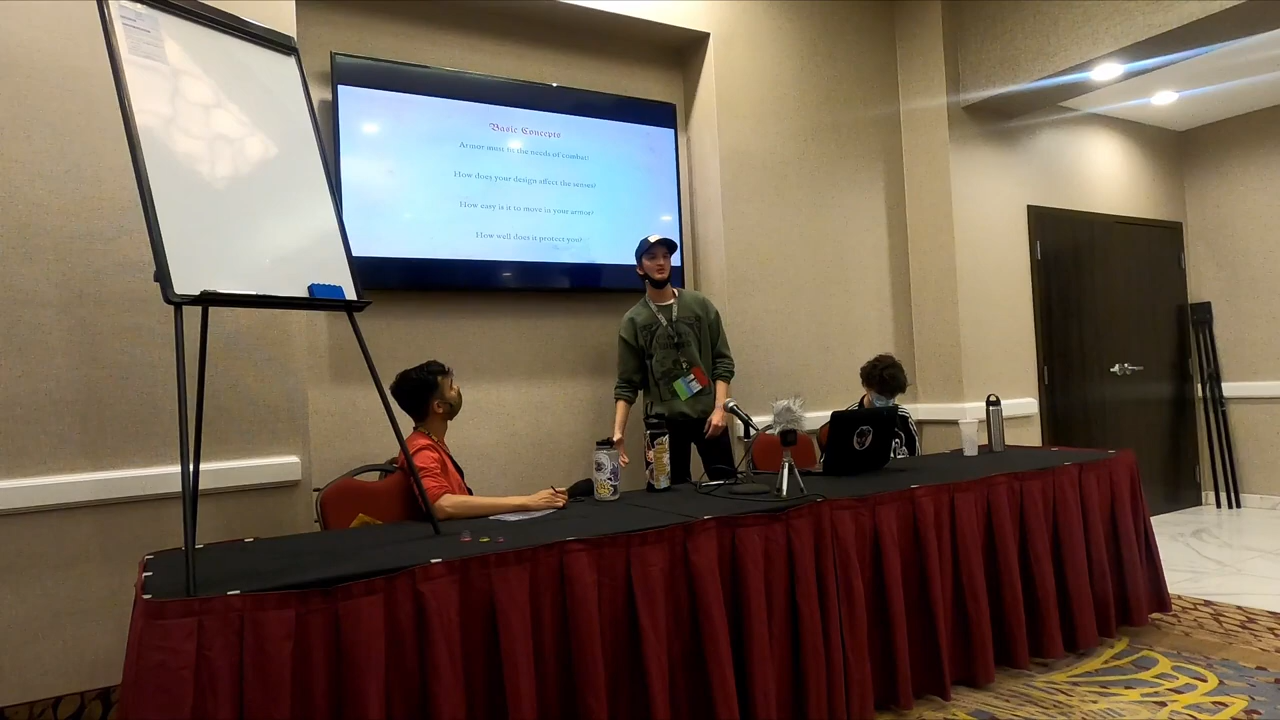 Basic Concepts
Armor must fit the needs of combat!
How does your design affect the senses?
How easy is it to move in your armor?
How well does it protect you?